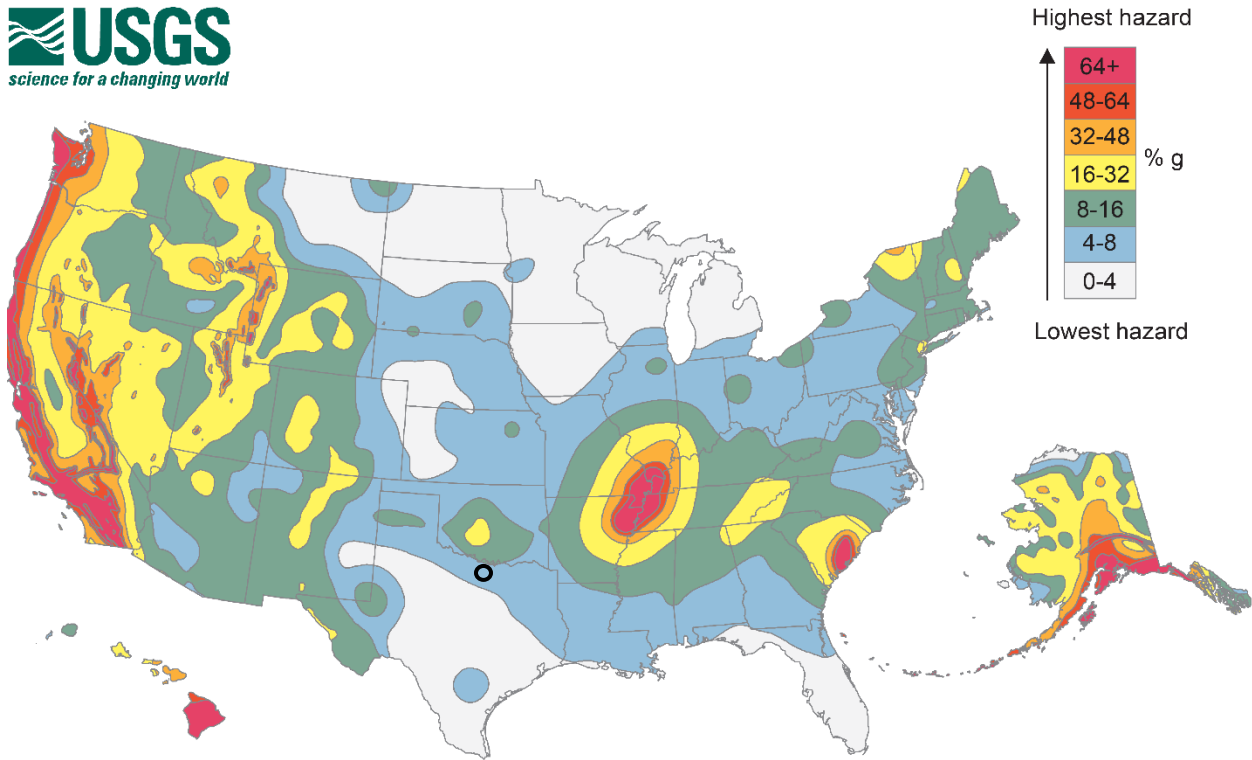 USGS
science for a changing world
Highest hazard
64+
48-64
32-48
16-32
8-16
4-8
0-4
% g
Lowest hazard